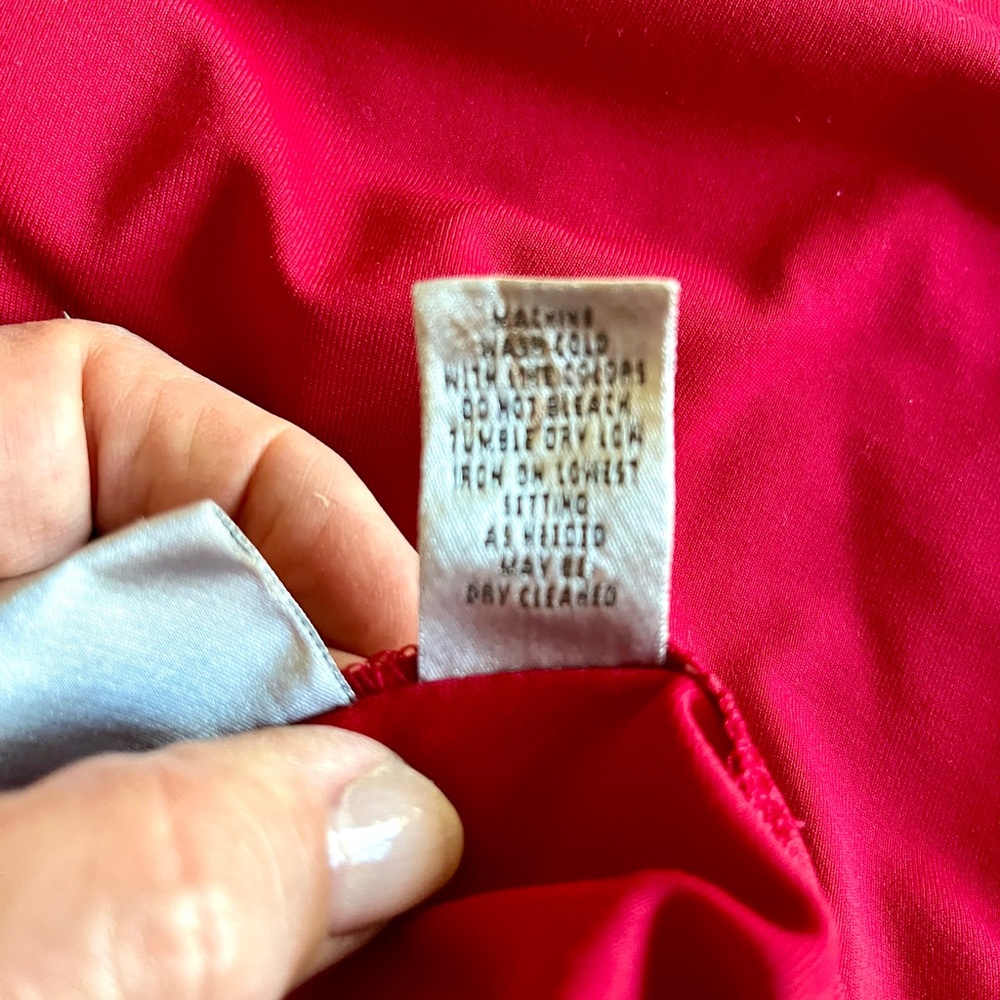 MACHINE
WASH COLD
WITH LIKE COLORS
DO NOT BLEACH
TUMBLE DRY LOW
IRON ON LOWEST
SETTING
AS NEEDED
MAY BE
DRY CLEANED